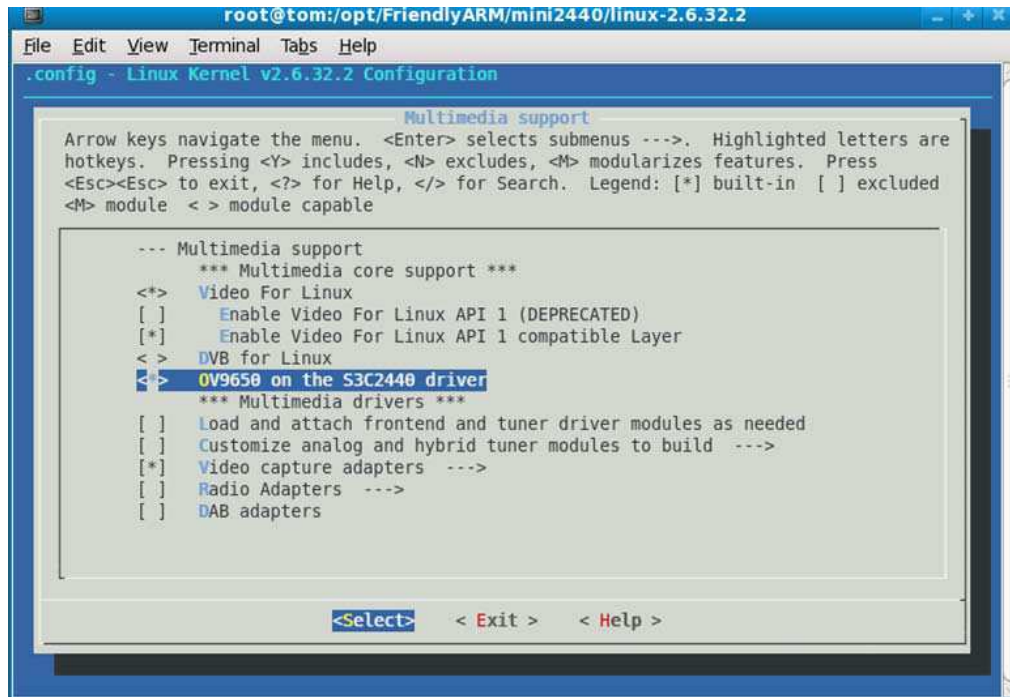 root@tom:/opt/FriendlyARM/mini2440/linux-2.6.32.2
File Edit View Terminal Tabs Help
.config - Linux Kernel v2.6.32.2 Configuration
Multimedia support
Arrow keys navigate the menu. <Enter> selects submenus --->. Highlighted letters are
hotkeys. Pressing <Y> includes, <N> excludes, <M> modularizes features. Press
<Esc><Esc> to exit, <?> for Help, </> for Search. Legend: [*] built-in [ ] excluded
<M> module < > module capable
--- Multimedia support
*** Multimedia core support ***
<*> Video For Linux
[ ] Enable Video For Linux API 1 (DEPRECATED)
[*] Enable Video For Linux API 1 compatible Layer
< > DVB for Linux
<*> OV9650 on the S3C2440 driver
*** Multimedia drivers ***
[ ] Load and attach frontend and tuner driver modules as needed
[ ] Customize analog and hybrid tuner modules to build --->
[*] Video capture adapters --->
[ ] Radio Adapters --->
[ ] DAB adapters
<Select> < Exit > < Help >